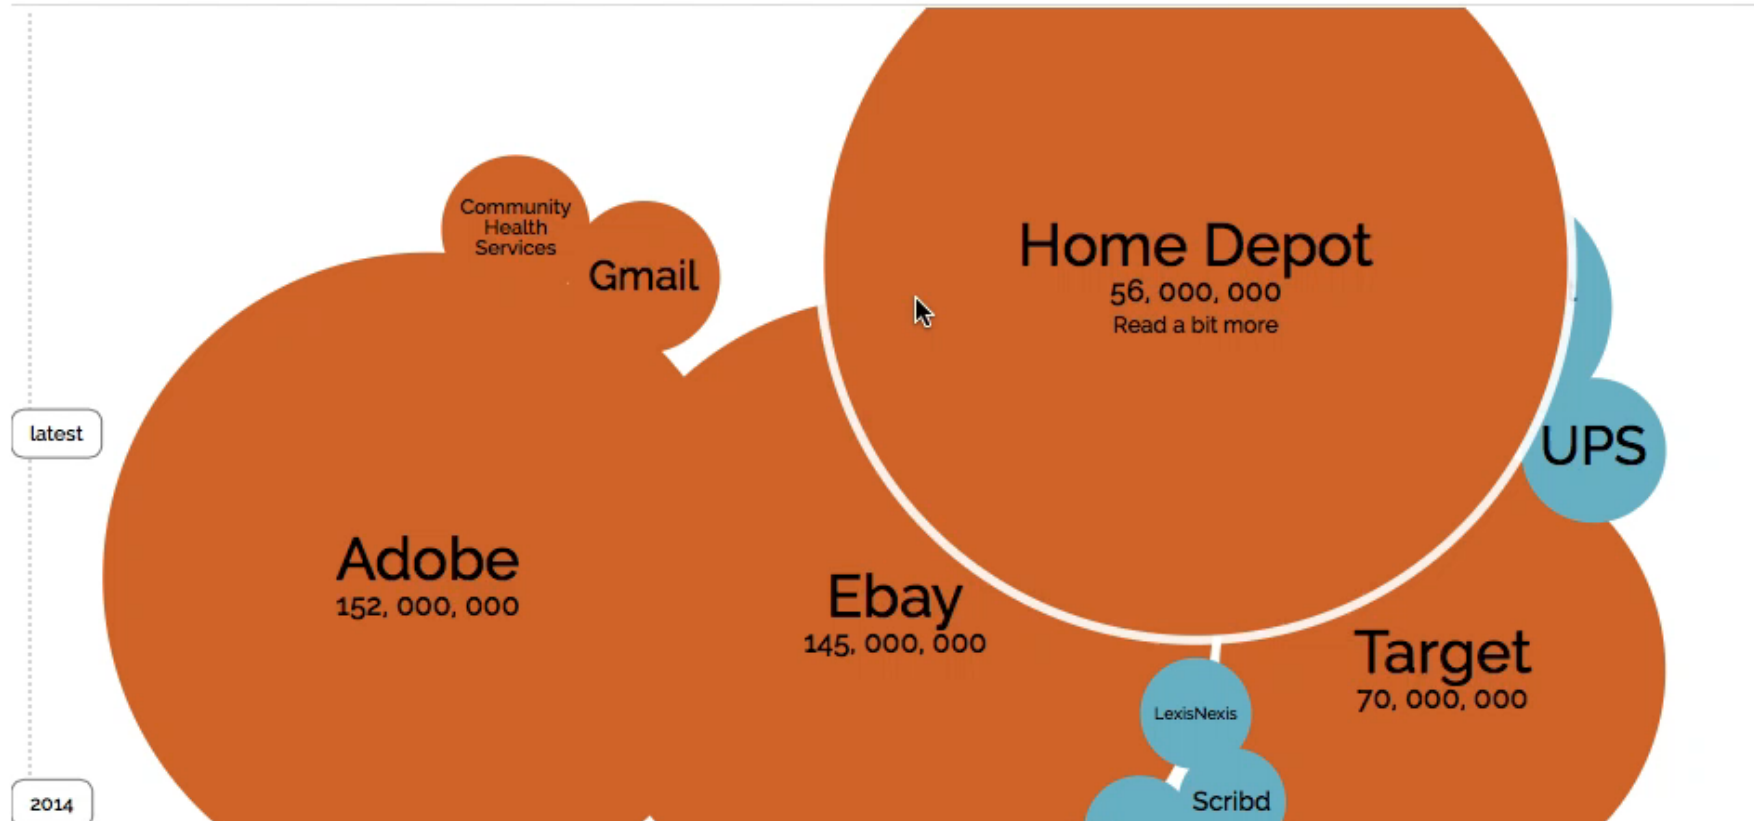 Community
Health
Services
Gmail
Home Depot
56, 000, 000
Read a bit more
latest
UPS
Adobe
152, 000, 000
Ebay
145, 000, 000
Target
70, 000, 000
LexisNexis
2014
Scribd